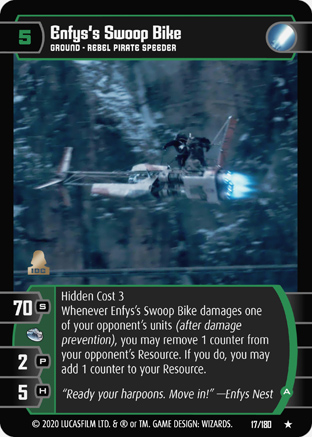 5 Enfys's Swoop Bike
GROUND • REBEL PIRATE SPEEDER
IDC
70 S
Hidden Cost 3
Whenever Enfys's Swoop Bike damages one
of your opponent's units (after damage
prevention), you may remove 1 counter from
your opponent's Resource. If you do, you may
add 1 counter to your Resource.
2 P
5 H
"Ready your harpoons. Move in!" —Enfys Nest
A
© 2020 LUCASFILM LTD. & ® or TM. GAME DESIGN: WIZARDS. 17/180 ★